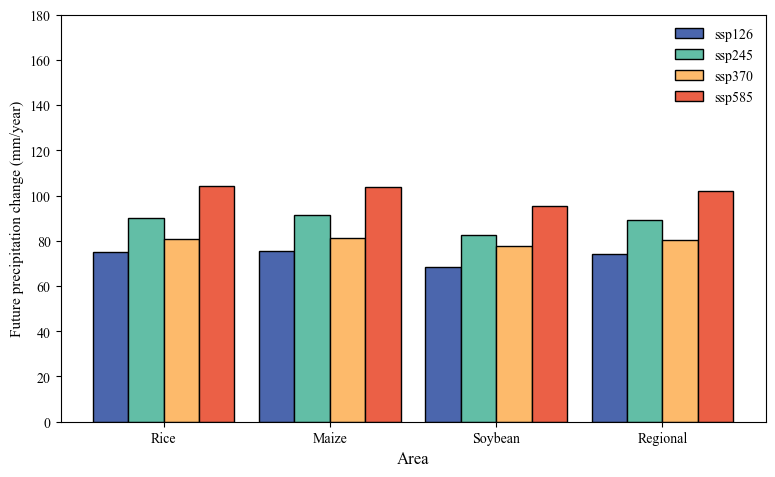 Future precipitation change (mm/year)
180
160
140
120
100
80
60
40
20
0
ssp126
ssp245
ssp370
ssp585
Rice Maize Soybean Regional
Area